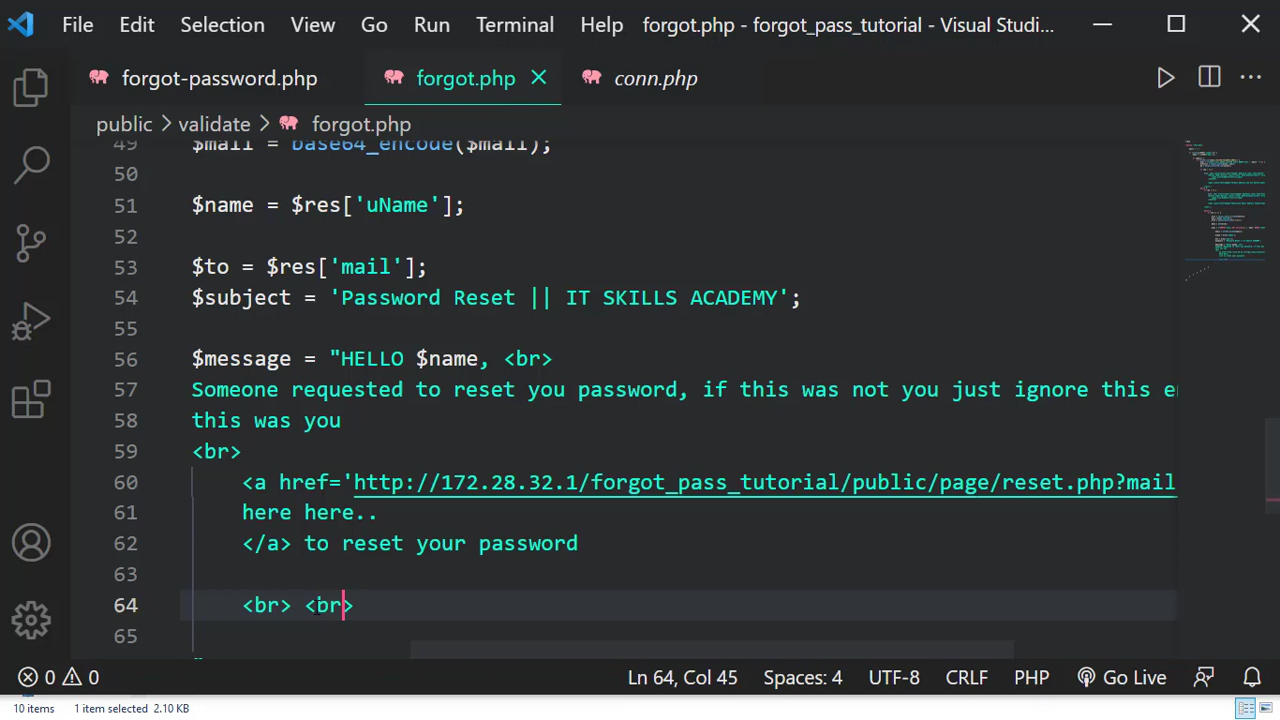 File Edit Selection View Go Run Terminal Help forgot.php - forgot_pass_tutorial - Visual Studi...
forgot-password.php forgot.php conn.php
public > validate > forgot.php
49 $mail = base64_encode($mail);
50
51 $name = $res['uName'];
52
53 $to = $res['mail'];
54 $subject = 'Password Reset || IT SKILLS ACADEMY';
55
56 $message = "HELLO $name, <br>
57 Someone requested to reset you password, if this was not you just ignore this
58 this was you
59 <br>
60 <a href='http://172.28.32.1/forgot_pass_tutorial/public/page/reset.php?mail
61 here here..
62 </a> to reset your password
63
64 <br> <br>
65
Ln 64, Col 45 Spaces: 4 UTF-8 CRLF PHP Go Live
0 0
10 items 1 item selected 2.10 KB